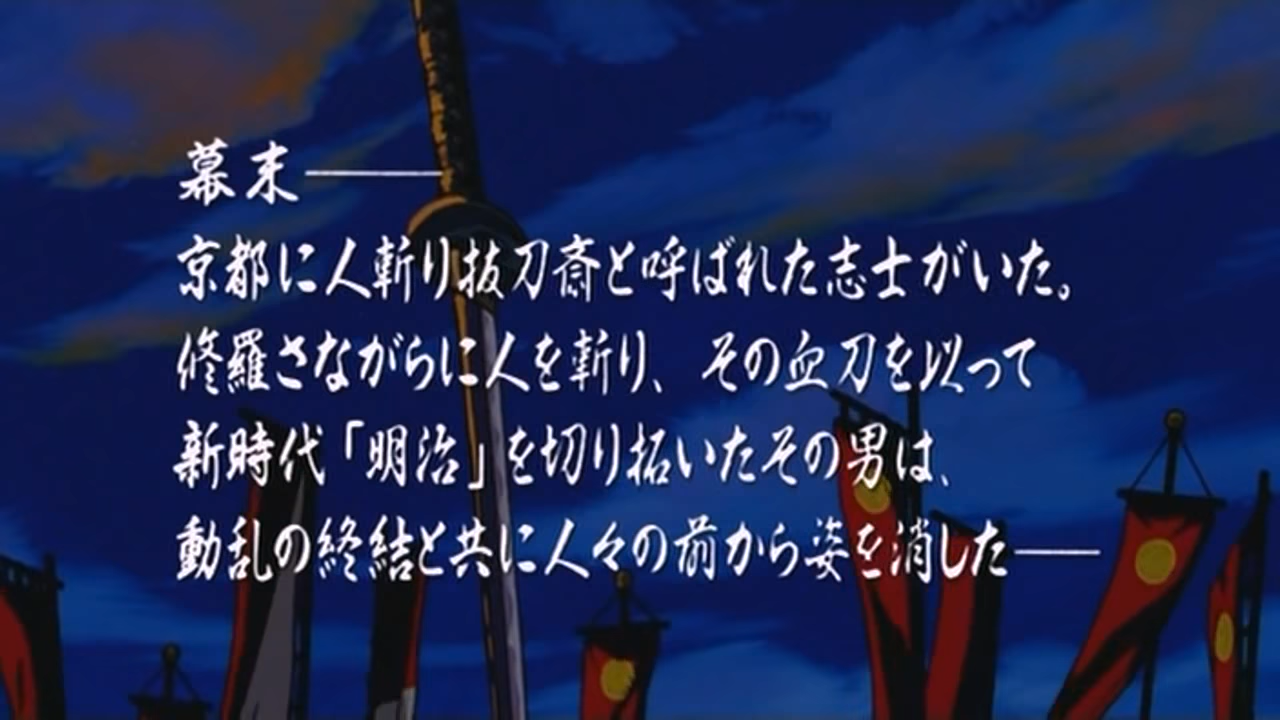 幕末――
京都に人斬り抜刀斎と呼ばれた志士がいた。
修羅さながらに人を斬り、その血刀を以って
新時代「明治」を切り拓いたその男は、
動乱の終結と共に人々の前から姿を消した――